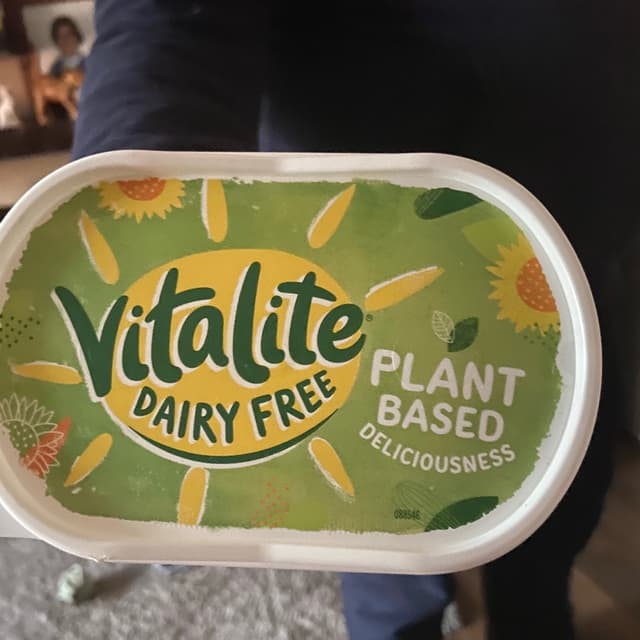 Vitalite®
DAIRY FREE
PLANT
BASED
DELICIOUSNESS